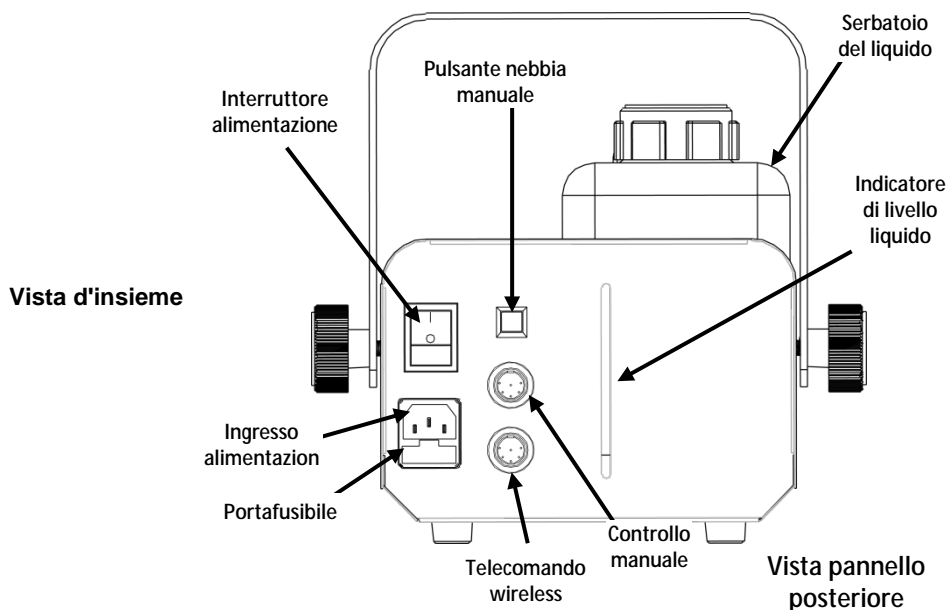 Serbatoio
del liquido
Pulsante nebbia
manuale
Interruttore
alimentazione
Indicatore
di livello
liquido
Vista d'insieme
Ingresso
alimentazion
Portafusibile
Controllo
manuale
Telecomando
wireless
Vista pannello
posteriore